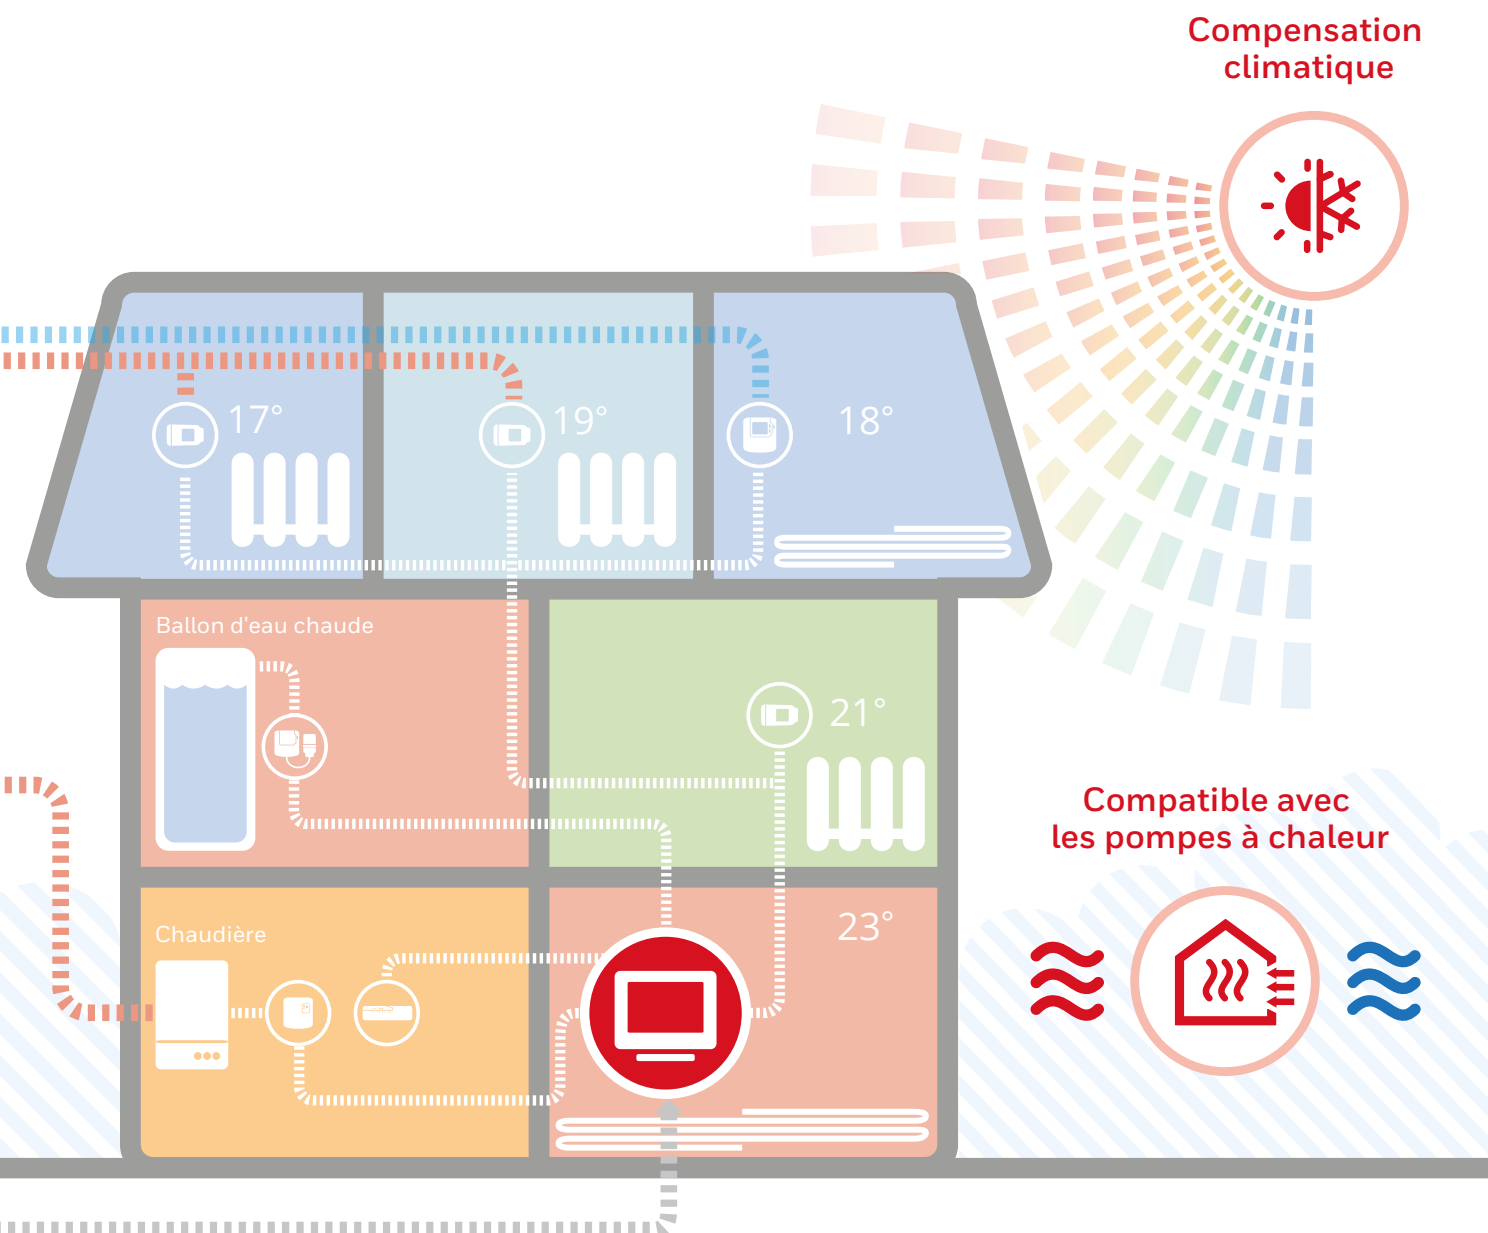 Compensation
climatique
17°
19°
18°
Ballon d'eau chaude
21°
Compatible avec
les pompes à chaleur
Chaudière
23°